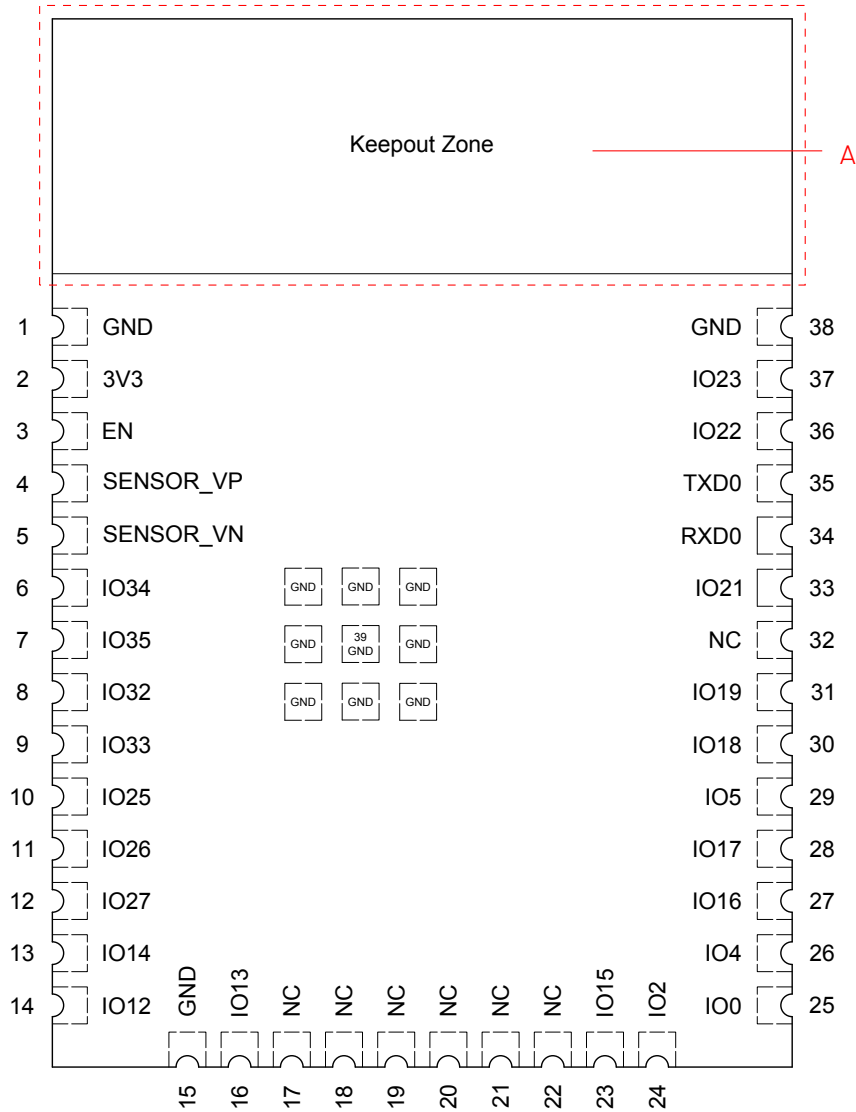 Keepout Zone
A
1 GND GND 38
2 3V3 IO23 37
3 EN IO22 36
4 SENSOR_VP TXD0 35
5 SENSOR_VN RXD0 34
6 IO34 GND GND GND IO21 33
7 IO35 GND 39 GND GND NC 32
8 IO32 GND GND GND IO19 31
9 IO33 IO18 30
10 IO25 IO5 29
11 IO26 IO17 28
12 IO27 IO16 27
13 IO14 IO4 26
14 IO12 IO0 25
GND IO13 NC NC NC NC NC NC IO15 IO2
15 16 17 18 19 20 21 22 23 24